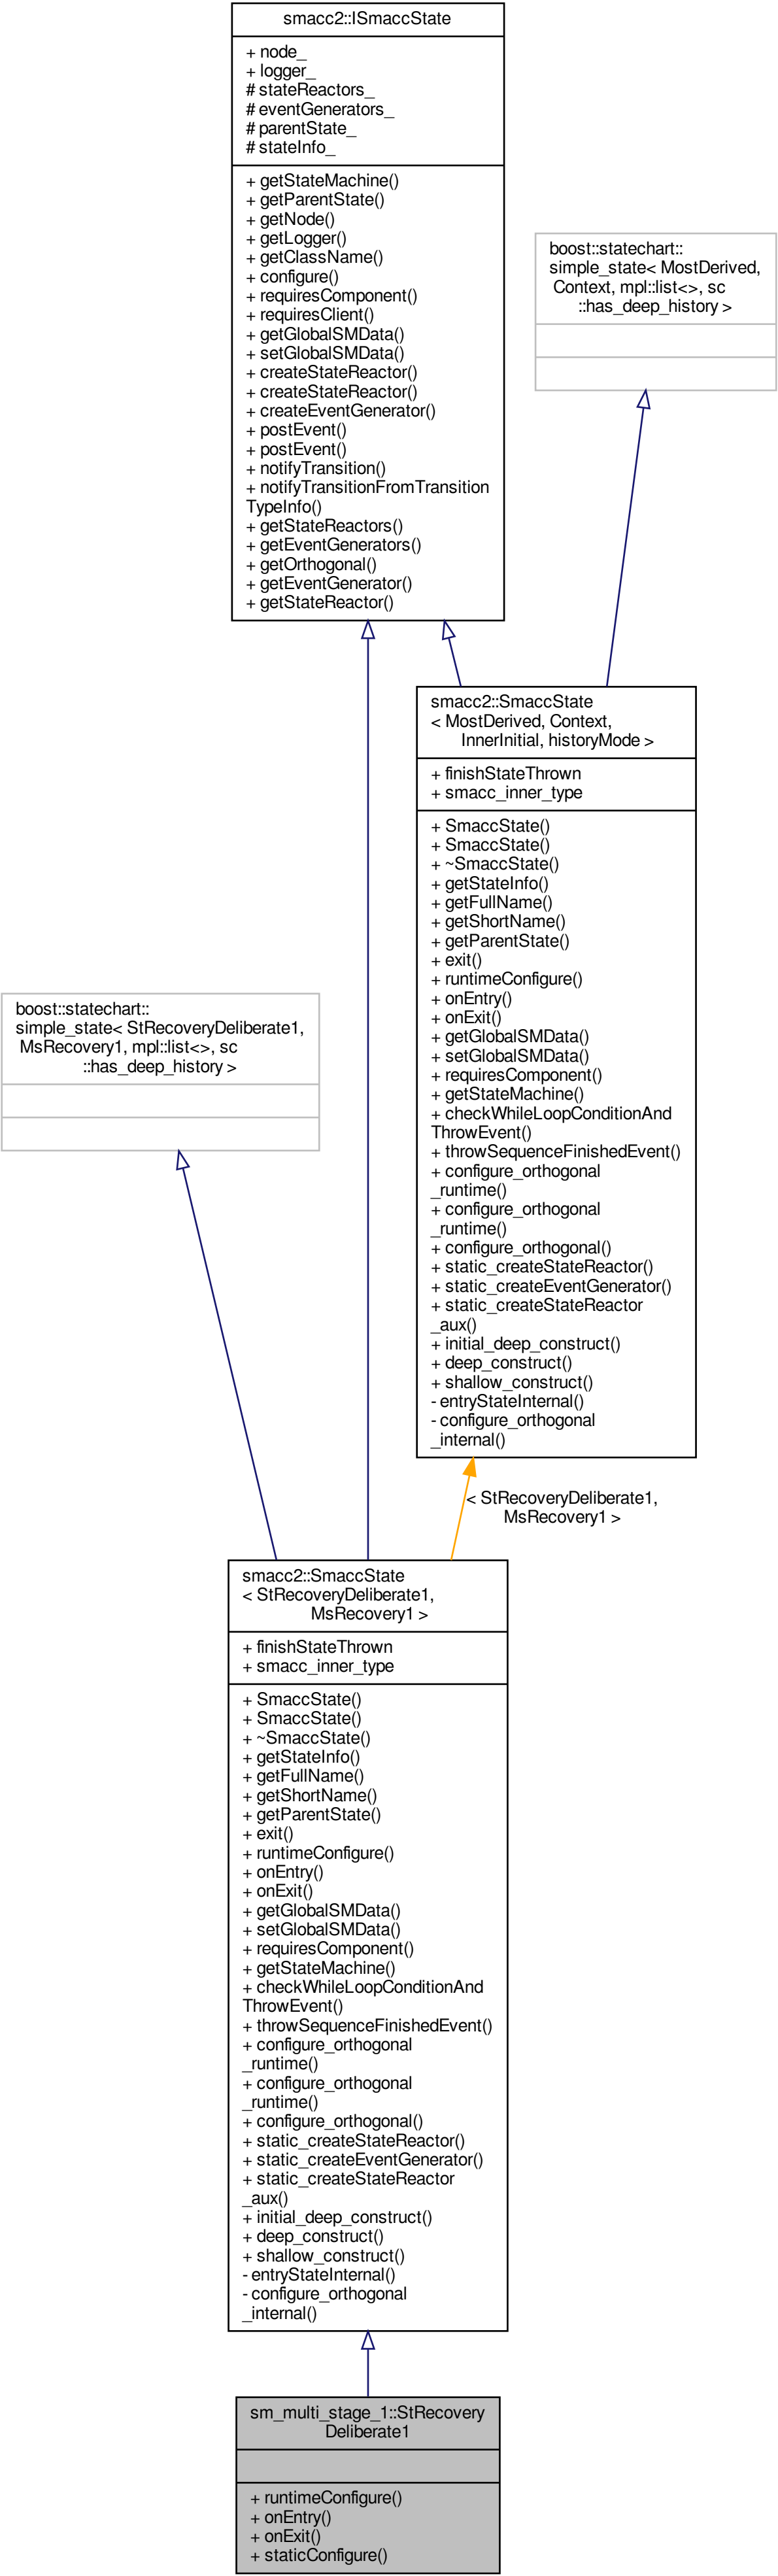 smacc2::ISmaccState
+ node_
+ logger_
# stateReactors_
# eventGenerators_
# parentState_
# stateInfo_
+ getStateMachine()
+ getParentState()
+ getNode()
+ getLogger()
+ getClassName()
+ configure()
+ requiresComponent()
+ requiresClient()
+ getGlobalSMData()
+ setGlobalSMData()
+ createStateReactor()
+ createStateReactor()
+ createEventGenerator()
+ postEvent()
+ postEvent()
+ notifyTransition()
+ notifyTransitionFromTransition
TypeInfo()
+ getStateReactors()
+ getEventGenerators()
+ getOrthogonal()
+ getEventGenerator()
+ getStateReactor()
boost::statechart::
simple_state< MostDerived,
Context, mpl::list<>, sc
::has_deep_history >
smacc2::SmaccState
< MostDerived, Context,
InnerInitial, historyMode >
+ finishStateThrown
+ smacc_inner_type
+ SmaccState()
+ SmaccState()
+ ~SmaccState()
+ getStateInfo()
+ getFullName()
+ getShortName()
+ getParentState()
+ exit()
+ runtimeConfigure()
+ onEntry()
+ onExit()
+ getGlobalSMData()
+ setGlobalSMData()
+ requiresComponent()
+ getStateMachine()
+ checkWhileLoopConditionAnd
ThrowEvent()
+ throwSequenceFinishedEvent()
+ configure_orthogonal
_runtime()
+ configure_orthogonal
_runtime()
+ configure_orthogonal()
+ static_createStateReactor()
+ static_createEventGenerator()
+ static_createStateReactor
_aux()
+ initial_deep_construct()
+ deep_construct()
+ shallow_construct()
- entryStateInternal()
- configure_orthogonal
_internal()
boost::statechart::
simple_state< StRecoveryDeliberate1,
MsRecovery1, mpl::list<>, sc
::has_deep_history >
< StRecoveryDeliberate1,
MsRecovery1 >
smacc2::SmaccState
< StRecoveryDeliberate1,
MsRecovery1 >
+ finishStateThrown
+ smacc_inner_type
+ SmaccState()
+ SmaccState()
+ ~SmaccState()
+ getStateInfo()
+ getFullName()
+ getShortName()
+ getParentState()
+ exit()
+ runtimeConfigure()
+ onEntry()
+ onExit()
+ getGlobalSMData()
+ setGlobalSMData()
+ requiresComponent()
+ getStateMachine()
+ checkWhileLoopConditionAnd
ThrowEvent()
+ throwSequenceFinishedEvent()
+ configure_orthogonal
_runtime()
+ configure_orthogonal
_runtime()
+ configure_orthogonal()
+ static_createStateReactor()
+ static_createEventGenerator()
+ static_createStateReactor
_aux()
+ initial_deep_construct()
+ deep_construct()
+ shallow_construct()
- entryStateInternal()
- configure_orthogonal
_internal()
sm_multi_stage_1::StRecovery
Deliberate1
+ runtimeConfigure()
+ onEntry()
+ onExit()
+ staticConfigure()